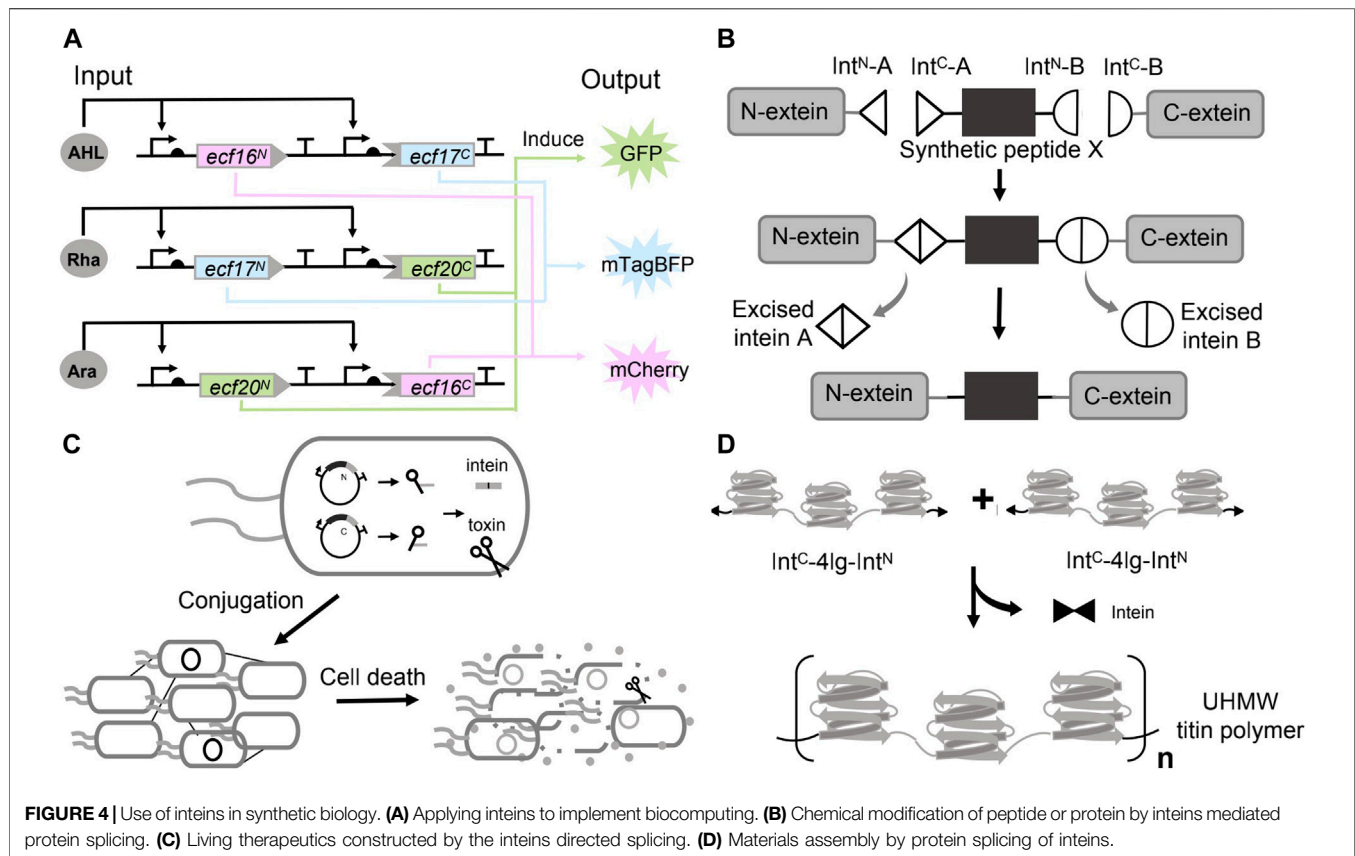 A
Input
Output
AHL
ecf16ᴺ
ecf17ᶜ
Induce
GFP
Rha
ecf17ᴺ
ecf20ᶜ
mTagBFP
Ara
ecf20ᴺ
ecf16ᶜ
mCherry
B
Intᴺ-A
Intᶜ-A
Intᴺ-B
Intᶜ-B
N-extein
C-extein
Synthetic peptide X
N-extein
C-extein
Excised
intein A
Excised
intein B
N-extein
C-extein
C
N
intein
C
toxin
Conjugation
Cell death
D
+
Intᶜ-4Ig-Intᴺ
Intᶜ-4Ig-Intᴺ
Intein
UHMW
titin polymer
n
FIGURE 4 | Use of inteins in synthetic biology. (A) Applying inteins to implement biocomputing. (B) Chemical modification of peptide or protein by inteins mediated
protein splicing. (C) Living therapeutics constructed by the inteins directed splicing. (D) Materials assembly by protein splicing of inteins.